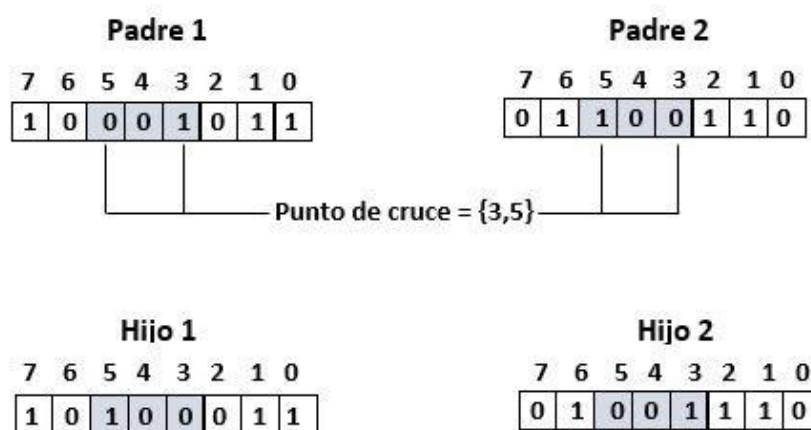 Padre 1
7 6 5 4 3 2 1 0
1 0 0 0 1 0 1 1
Padre 2
7 6 5 4 3 2 1 0
0 1 1 0 0 1 1 0
Punto de cruce = {3,5}
Hijo 1
7 6 5 4 3 2 1 0
1 0 1 0 0 0 1 1
Hijo 2
7 6 5 4 3 2 1 0
0 1 0 0 1 1 1 0